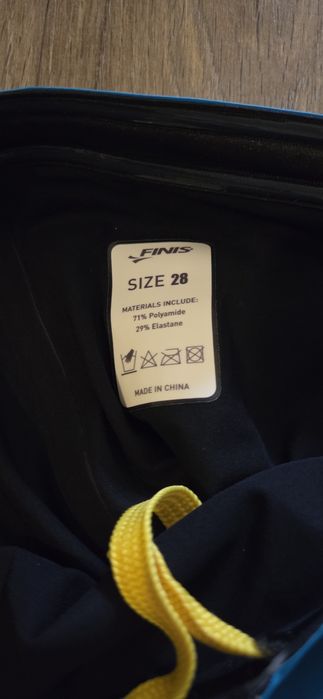 FINIS
SIZE 28
MATERIALS INCLUDE:
71% Polyamide
29% Elastane
MADE IN CHINA